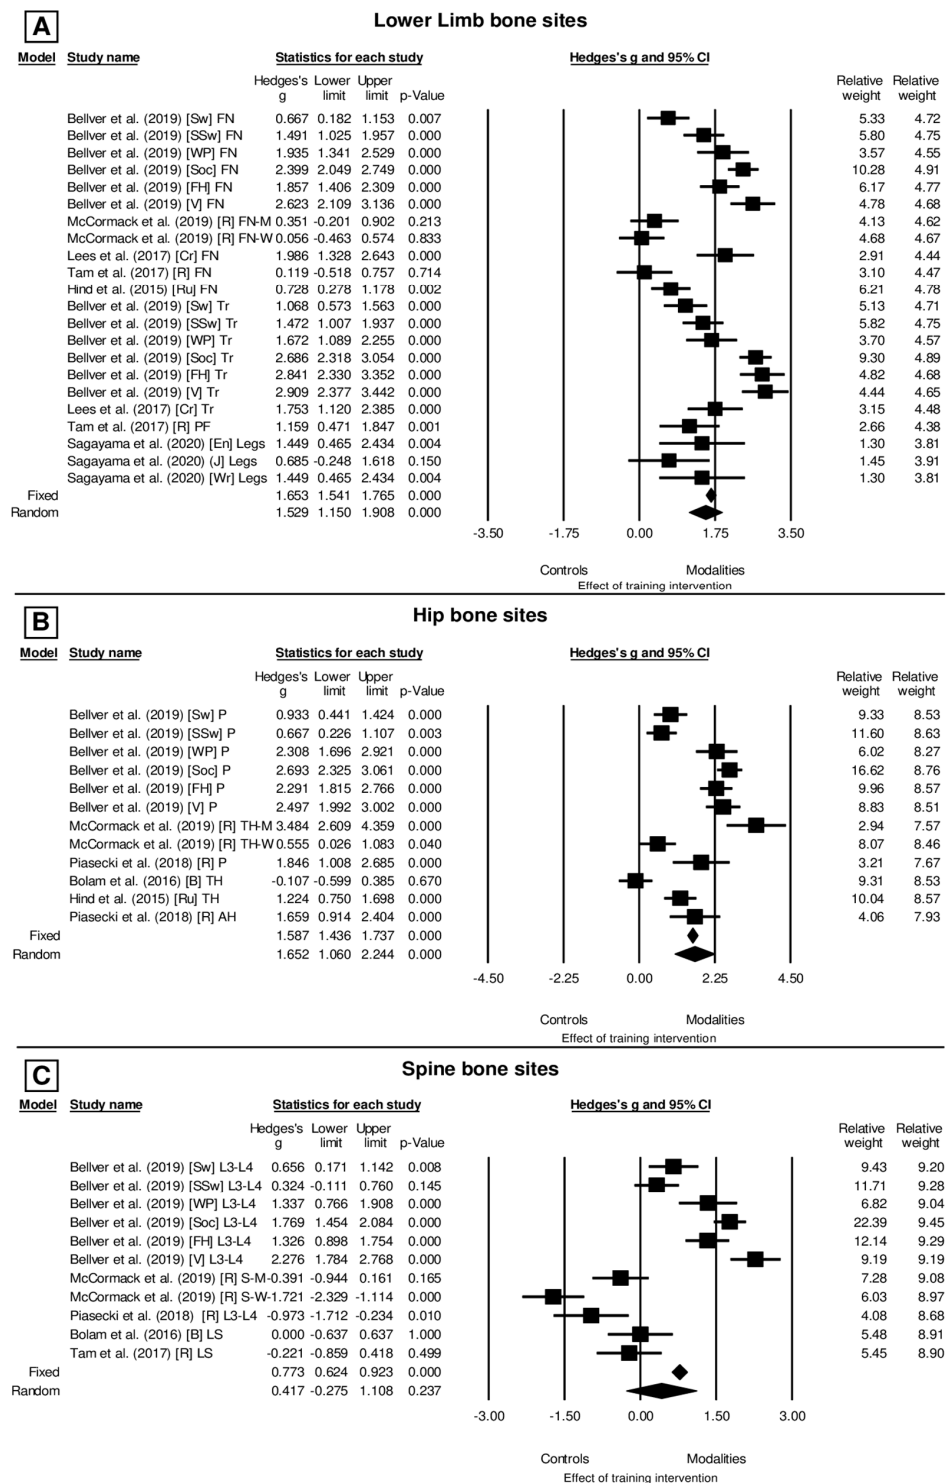 A
Lower Limb bone sites
Model Study name Statistics for each study Hedges's g and 95% CI
Hedges's Lower Upper Relative Relative
g limit limit p-Value weight weight
Bellver et al. (2019) [Sw] FN 0.667 0.182 1.153 0.007 5.33 4.72
Bellver et al. (2019) [SSw] FN 1.491 1.025 1.957 0.000 5.80 4.75
Bellver et al. (2019) [WP] FN 1.935 1.341 2.529 0.000 3.57 4.55
Bellver et al. (2019) [Soc] FN 2.399 2.049 2.749 0.000 10.28 4.91
Bellver et al. (2019) [FH] FN 1.857 1.406 2.309 0.000 6.17 4.77
Bellver et al. (2019) [V] FN 2.623 2.109 3.136 0.000 4.78 4.68
McCormack et al. (2019) [R] FN-M 0.351 -0.201 0.902 0.213 4.13 4.62
McCormack et al. (2019) [R] FN-W 0.056 -0.463 0.574 0.833 4.68 4.67
Lees et al. (2017) [Cr] FN 1.986 1.328 2.643 0.000 2.91 4.44
Tam et al. (2017) [R] FN 0.119 -0.518 0.757 0.714 3.10 4.47
Hind et al. (2015) [Ru] FN 0.728 0.278 1.178 0.002 6.21 4.78
Bellver et al. (2019) [Sw] Tr 1.068 0.573 1.563 0.000 5.13 4.71
Bellver et al. (2019) [SSw] Tr 1.472 1.007 1.937 0.000 5.82 4.75
Bellver et al. (2019) [WP] Tr 1.672 1.089 2.255 0.000 3.70 4.57
Bellver et al. (2019) [Soc] Tr 2.686 2.318 3.054 0.000 9.30 4.89
Bellver et al. (2019) [FH] Tr 2.841 2.330 3.352 0.000 4.82 4.68
Bellver et al. (2019) [V] Tr 2.909 2.377 3.442 0.000 4.44 4.65
Lees et al. (2017) [Cr] Tr 1.753 1.120 2.385 0.000 3.15 4.48
Tam et al. (2017) [R] PF 1.159 0.471 1.847 0.001 2.66 4.38
Sagayama et al. (2020) [En] Legs 1.449 0.465 2.434 0.004 1.30 3.81
Sagayama et al. (2020) (J] Legs 0.685 -0.248 1.618 0.150 1.45 3.91
Sagayama et al. (2020) [Wr] Legs 1.449 0.465 2.434 0.004 1.30 3.81
Fixed 1.653 1.541 1.765 0.000
Random 1.529 1.150 1.908 0.000
-3.50 -1.75 0.00 1.75 3.50
Controls Modalities
Effect of training intervention
B
Hip bone sites
Model Study name Statistics for each study Hedges's g and 95% CI
Hedges's Lower Upper Relative Relative
g limit limit p-Value weight weight
Bellver et al. (2019) [Sw] P 0.933 0.441 1.424 0.000 9.33 8.53
Bellver et al. (2019) [SSw] P 0.667 0.226 1.107 0.003 11.60 8.63
Bellver et al. (2019) [WP] P 2.308 1.696 2.921 0.000 6.02 8.27
Bellver et al. (2019) [Soc] P 2.693 2.325 3.061 0.000 16.62 8.76
Bellver et al. (2019) [FH] P 2.291 1.815 2.766 0.000 9.96 8.57
Bellver et al. (2019) [V] P 2.497 1.992 3.002 0.000 8.83 8.51
McCormack et al. (2019) [R] TH-M 3.484 2.609 4.359 0.000 2.94 7.57
McCormack et al. (2019) [R] TH-W 0.555 0.026 1.083 0.040 8.07 8.46
Piasecki et al. (2018) [R] P 1.846 1.008 2.685 0.000 3.21 7.67
Bolam et al. (2016) [B] TH -0.107 -0.599 0.385 0.670 9.31 8.53
Hind et al. (2015) [Ru] TH 1.224 0.750 1.698 0.000 10.04 8.57
Piasecki et al. (2018) [R] AH 1.659 0.914 2.404 0.000 4.06 7.93
Fixed 1.587 1.436 1.737 0.000
Random 1.652 1.060 2.244 0.000
-4.50 -2.25 0.00 2.25 4.50
Controls Modalities
Effect of training intervention
C
Spine bone sites
Model Study name Statistics for each study Hedges's g and 95% CI
Hedges's Lower Upper Relative Relative
g limit limit p-Value weight weight
Bellver et al. (2019) [Sw] L3-L4 0.656 0.171 1.142 0.008 9.43 9.20
Bellver et al. (2019) [SSw] L3-L4 0.324 -0.111 0.760 0.145 11.71 9.28
Bellver et al. (2019) [WP] L3-L4 1.337 0.766 1.908 0.000 6.82 9.04
Bellver et al. (2019) [Soc] L3-L4 1.769 1.454 2.084 0.000 22.39 9.45
Bellver et al. (2019) [FH] L3-L4 1.326 0.898 1.754 0.000 12.14 9.29
Bellver et al. (2019) [V] L3-L4 2.276 1.784 2.768 0.000 9.19 9.19
McCormack et al. (2019) [R] S-M -0.391 -0.944 0.161 0.165 7.28 9.08
McCormack et al. (2019) [R] S-W -1.721 -2.329 -1.114 0.000 6.03 8.97
Piasecki et al. (2018) [R] L3-L4 -0.973 -1.712 -0.234 0.010 4.08 8.68
Bolam et al. (2016) [B] LS 0.000 -0.637 0.637 1.000 5.48 8.91
Tam et al. (2017) [R] LS -0.221 -0.859 0.418 0.499 5.45 8.90
Fixed 0.773 0.624 0.923 0.000
Random 0.417 -0.275 1.108 0.237
-3.00 -1.50 0.00 1.50 3.00
Controls Modalities
Effect of training intervention